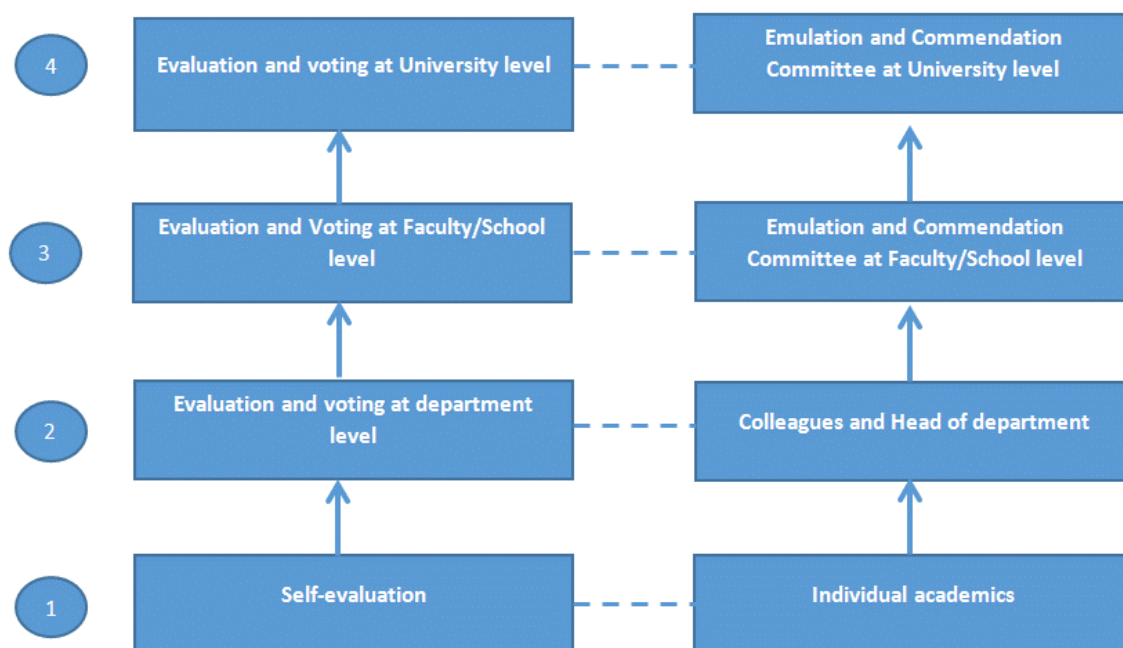 4
Evaluation and voting at University level
Emulation and Commendation
Committee at University level
3
Evaluation and Voting at Faculty/School
level
Emulation and Commendation
Committee at Faculty/School level
2
Evaluation and voting at department
level
Colleagues and Head of department
1
Self-evaluation
Individual academics